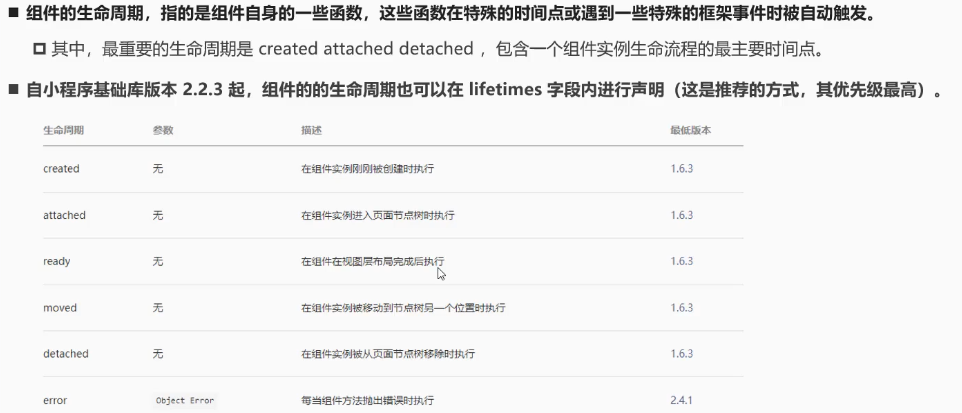 组件的生命周期，指的是组件自身的一些函数，这些函数在特殊的时间点或遇到一些特殊的框架事件时被自动触发。
其中，最重要的生命周期是 created attached detached ，包含一个组件实例生命流程的最主要时间点。
自小程序基础库版本 2.2.3 起，组件的的生命周期也可以在 lifetimes 字段内进行声明（这是推荐的方式，其优先级最高）。
生命周期 参数 描述 最低版本
created 无 在组件实例刚刚被创建时执行 1.6.3
attached 无 在组件实例进入页面节点树时执行 1.6.3
ready 无 在组件在视图层布局完成后执行 1.6.3
moved 无 在组件实例被移动到节点树另一个位置时执行 1.6.3
detached 无 在组件实例被从页面节点树移除时执行 1.6.3
error Object Error 每当组件方法抛出错误时执行 2.4.1